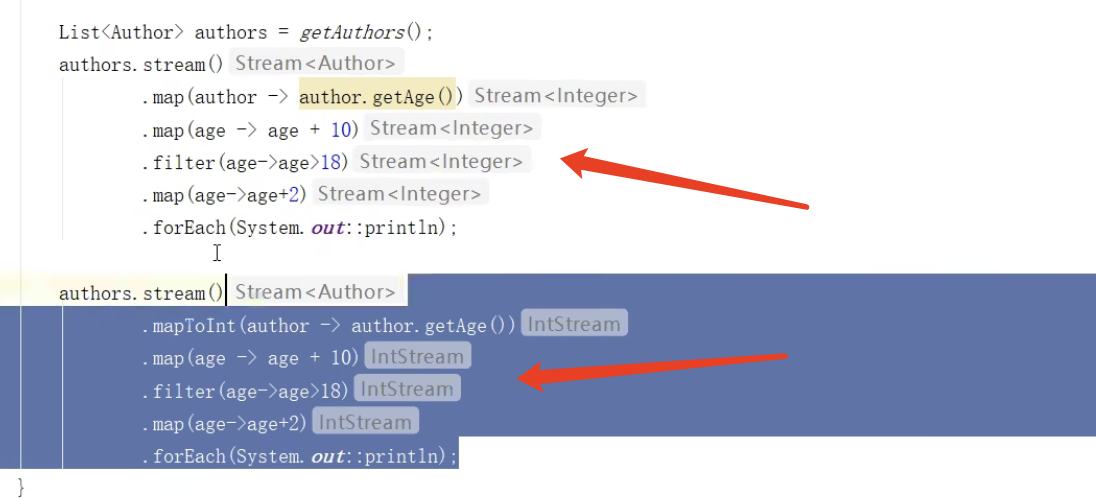 List<Author> authors = getAuthors();
authors.stream() Stream<Author>
.map(author -> author.getAge()) Stream<Integer>
.map(age -> age + 10) Stream<Integer>
.filter(age->age>18) Stream<Integer>
.map(age->age+2) Stream<Integer>
.forEach(System.out::println);
authors.stream() Stream<Author>
.mapToInt(author -> author.getAge()) IntStream
.map(age -> age + 10) IntStream
.filter(age->age>18) IntStream
.map(age->age+2) IntStream
.forEach(System.out::println);
}